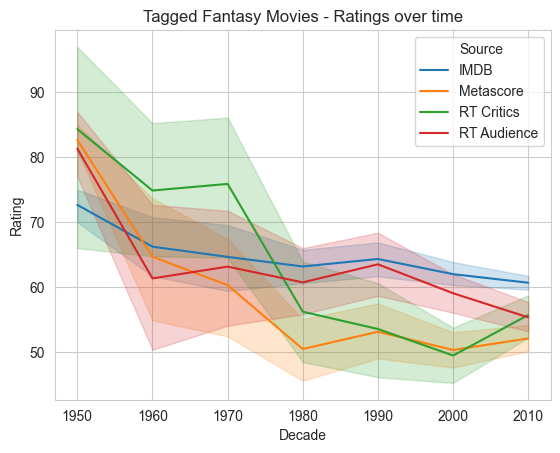 Tagged Fantasy Movies - Ratings over time
Source
IMDB
Metascore
RT Critics
RT Audience
Rating
90
80
70
60
50
1950 1960 1970 1980 1990 2000 2010
Decade